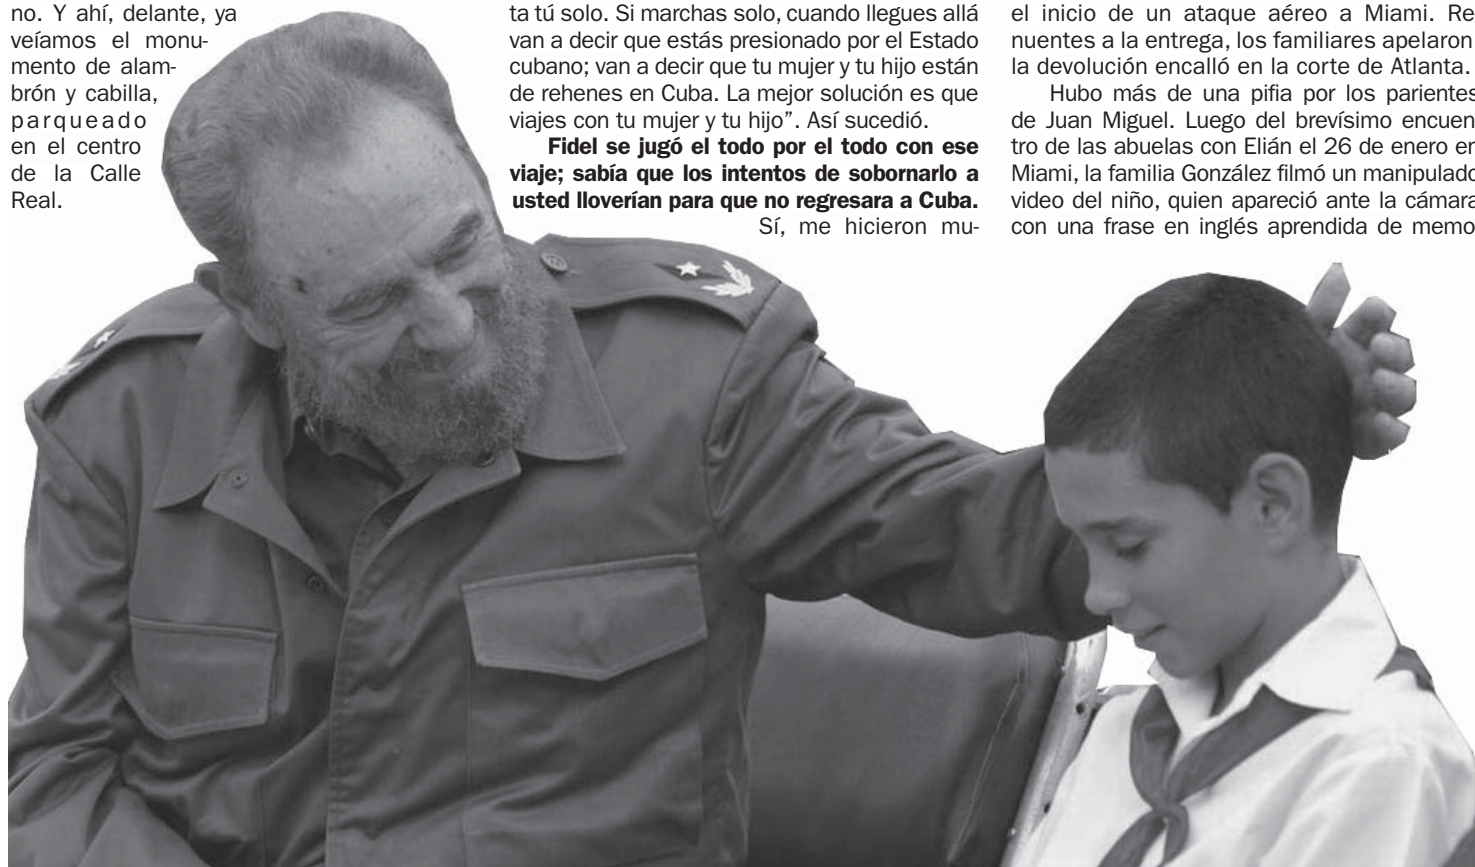 no. Y ahí, delante, ya
veíamos el monu-
mento de alam-
brón y cabilla,
parqueado
en el centro
de la Calle
Real.
ta tú solo. Si marchas solo, cuando llegues allá
van a decir que estás presionado por el Estado
cubano; van a decir que tu mujer y tu hijo están
de rehenes en Cuba. La mejor solución es que
viajes con tu mujer y tu hijo”. Así sucedió.
Fidel se jugó el todo por el todo con ese
viaje; sabía que los intentos de sobornarlo a
usted lloverían para que no regresara a Cuba.
Sí, me hicieron mu-
el inicio de un ataque aéreo a Miami. Re-
nuentes a la entrega, los familiares apelaron
la devolución encalló en la corte de Atlanta.
Hubo más de una pifia por los parientes
de Juan Miguel. Luego del brevísimo encuen
tro de las abuelas con Elián el 26 de enero en
Miami, la familia González filmó un manipulado
video del niño, quien apareció ante la cámara
con una frase en inglés aprendida de memo